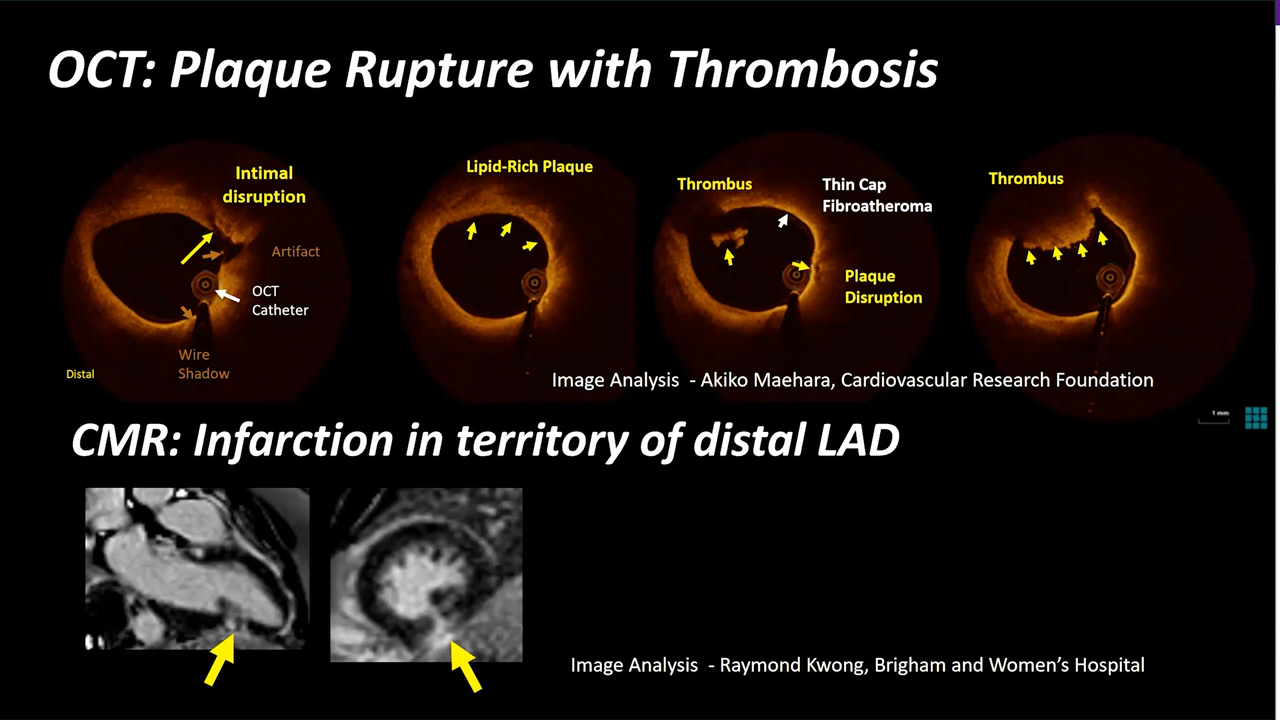 OCT: Plaque Rupture with Thrombosis
Intimal
disruption
Artifact
OCT
Catheter
Wire
Shadow
Distal
Lipid-Rich Plaque
Thrombus
Thin Cap
Fibroatheroma
Plaque
Disruption
Thrombus
Image Analysis - Akiko Maehara, Cardiovascular Research Foundation
1 mm
CMR: Infarction in territory of distal LAD
Image Analysis - Raymond Kwong, Brigham and Women's Hospital